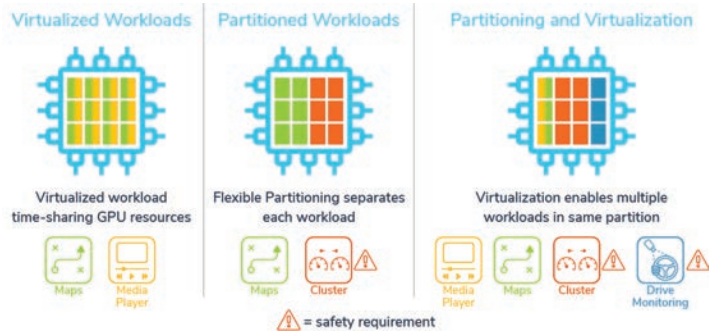 Virtualized Workloads
Virtualized workload
time-sharing GPU resources
Maps
Media
Player
Partitioned Workloads
Flexible Partitioning separates
each workload
Maps
Cluster
Partitioning and Virtualization
Virtualization enables multiple
workloads in same partition
Media
Player
Maps
Cluster
Drive
Monitoring
= safety requirement